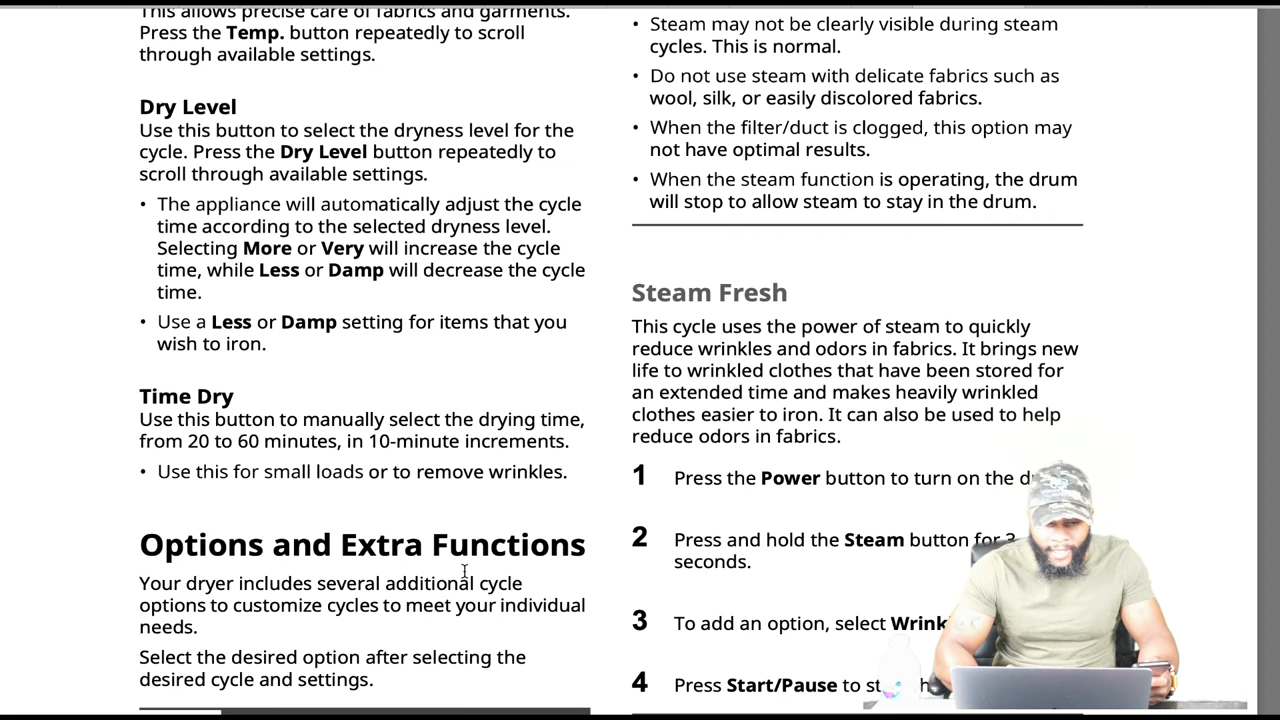 This allows precise care of fabrics and garments.
Press the Temp. button repeatedly to scroll
through available settings.
Dry Level
Use this button to select the dryness level for the
cycle. Press the Dry Level button repeatedly to
scroll through available settings.
• The appliance will automatically adjust the cycle
time according to the selected dryness level.
Selecting More or Very will increase the cycle
time, while Less or Damp will decrease the cycle
time.
• Use a Less or Damp setting for items that you
wish to iron.
Time Dry
Use this button to manually select the drying time,
from 20 to 60 minutes, in 10-minute increments.
• Use this for small loads or to remove wrinkles.
Options and Extra Functions
Your dryer includes several additional cycle
options to customize cycles to meet your individual
needs.
Select the desired option after selecting the
desired cycle and settings.
• Steam may not be clearly visible during steam
cycles. This is normal.
• Do not use steam with delicate fabrics such as
wool, silk, or easily discolored fabrics.
• When the filter/duct is clogged, this option may
not have optimal results.
• When the steam function is operating, the drum
will stop to allow steam to stay in the drum.
Steam Fresh
This cycle uses the power of steam to quickly
reduce wrinkles and odors in fabrics. It brings new
life to wrinkled clothes that have been stored for
an extended time and makes heavily wrinkled
clothes easier to iron. It can also be used to help
reduce odors in fabrics.
1 Press the Power button to turn on the
2 Press and hold the Steam button for 3
seconds.
3 To add an option, select
4 Press Start/Pause to